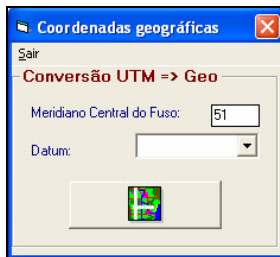 Coordenadas geográficas
Sair
Conversão UTM => Geo
Meridiano Central do Fuso: 51
Datum: